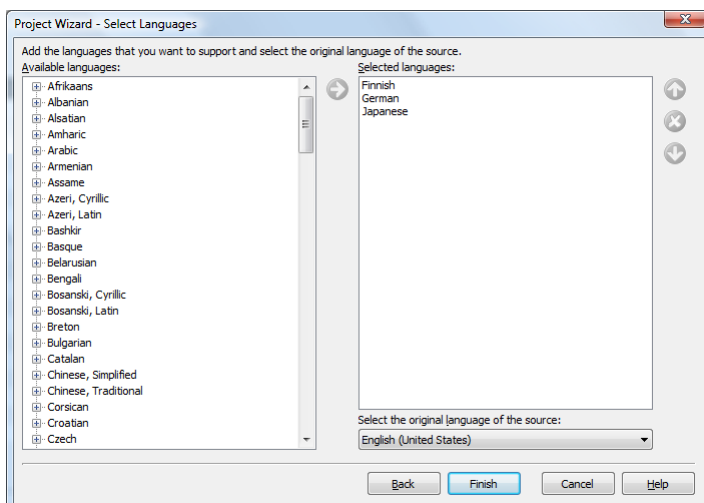 Project Wizard - Select Languages
Add the languages that you want to support and select the original language of the source.
Available languages:
Afrikaans
Albanian
Alsatian
Amharic
Arabic
Armenian
Assame
Azeri, Cyrillic
Azeri, Latin
Bashkir
Basque
Belarusian
Bengali
Bosanski, Cyrillic
Bosanski, Latin
Breton
Bulgarian
Catalan
Chinese, Simplified
Chinese, Traditional
Corsican
Croatian
Czech
Selected languages:
Finnish
German
Japanese
Select the original language of the source:
English (United States)
Back
Finish
Cancel
Help